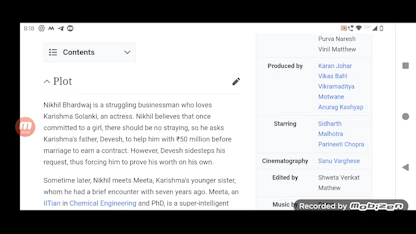 8:18
Contents
Plot
Nikhil Bhardwaj is a struggling businessman who loves
Karishma Solanki, an actress. Nikhil believes that once
committed to a girl, there should be no straying, so he asks
Karishma's father, Devesh, to help him with ₹50 million before
marriage to earn a contract. However, Devesh sidesteps his
request, thus forcing him to prove his worth on his own.
Sometime later, Nikhil meets Meeta, Karishma's younger sister,
whom he had a brief encounter with seven years ago. Meeta, an
IITian in Chemical Engineering and PhD, is a super-intelligent
Purva Naresh
Vinil Matthew
Produced by
Karan Johar
Vikas Bahl
Vikramaditya
Motwane
Anurag Kashyap
Starring
Sidharth
Malhotra
Parineeti Chopra
Cinematography
Sanu Varghese
Edited by
Shweta Venkat
Mathew
Music by
Recorded by mobizen